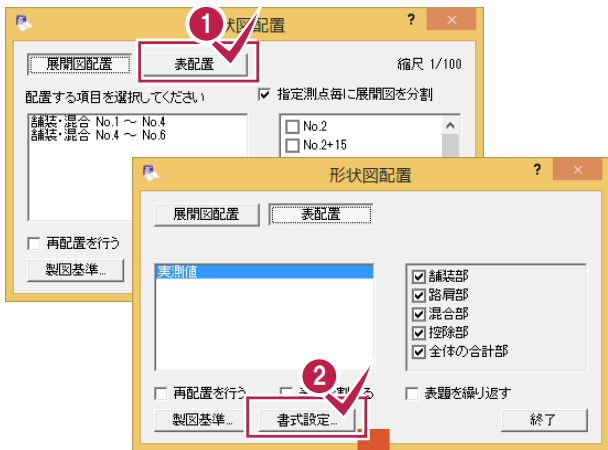 1
状図配置
?
×
展開図配置
表配置
縮尺 1/100
配置する項目を選択してください
指定測点毎に展開図を分割
舗装・混合 No.1 ～ No.4
舗装・混合 No.4 ～ No.6
No.2
No.2+15
再配置を行う
製図基準...
形状図配置
?
×
展開図配置
表配置
実測値
舗装部
路肩部
混合部
控除部
全体の合計部
2
再配置を行う
る
表題を繰り返す
製図基準...
書式設定...
終了